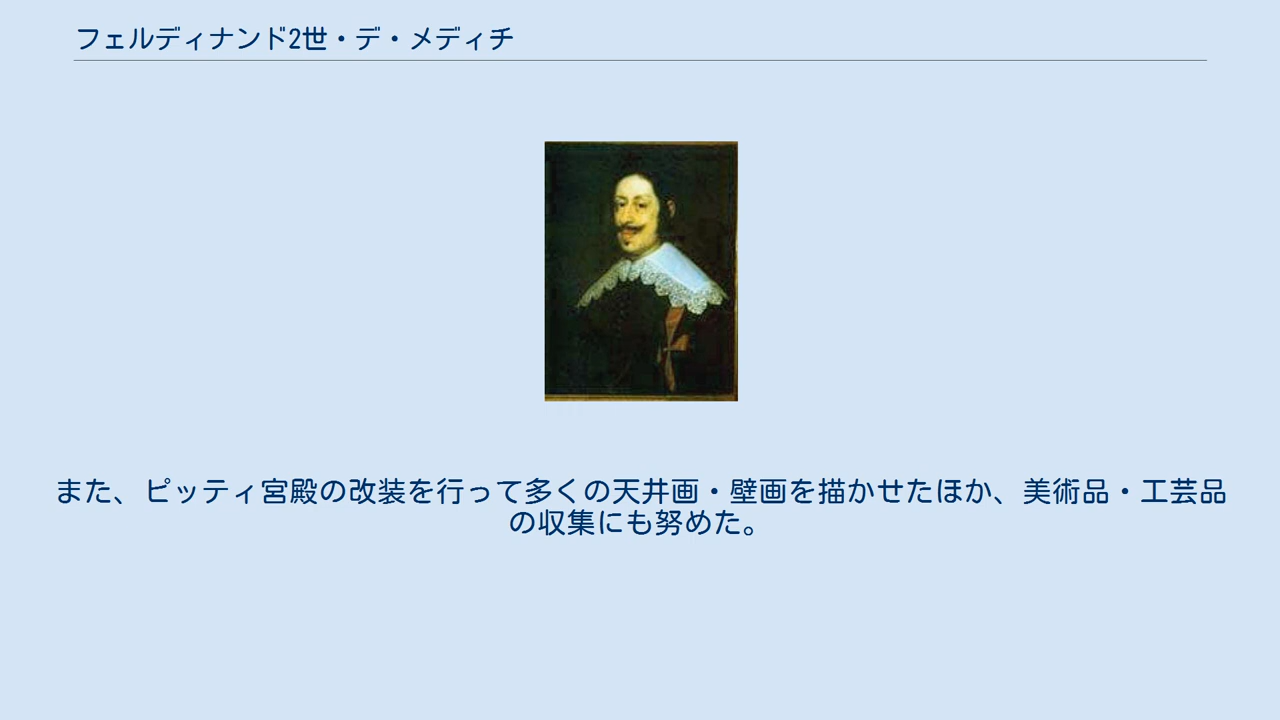 フェルディナンド2世・デ・メディチ
また、ピッティ宮殿の改装を行って多くの天井画・壁画を描かせたほか、美術品・工芸品
の収集にも努めた。